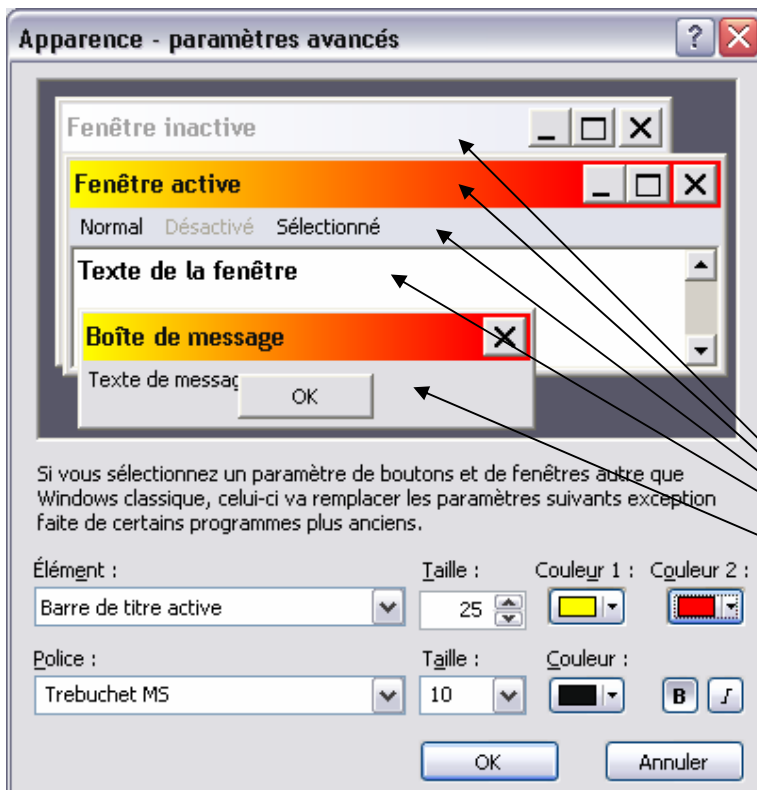 Apparence - paramètres avancés
Fenêtre inactive
Fenêtre active
Normal Désactivé Sélectionné
Texte de la fenêtre
Boîte de message
Texte de messag
OK
Si vous sélectionnez un paramètre de boutons et de fenêtres autre que
Windows classique, celui-ci va remplacer les paramètres suivants exception
faite de certains programmes plus anciens.
Élément : Taille : Couleur 1 : Couleur 2 :
Barre de titre active 25
Police : Taille : Couleur :
Trebuchet MS 10 B I
OK Annuler